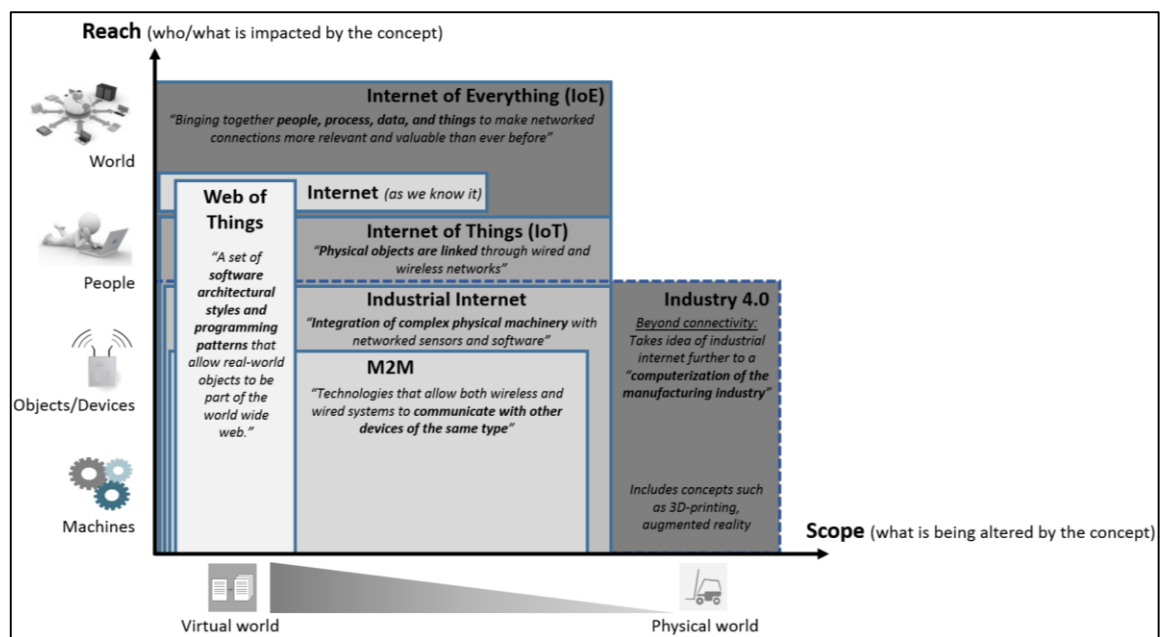 Reach (who/what is impacted by the concept)
World
People
Objects/Devices
Machines
Internet of Everything (IoE)
“Binging together people, process, data, and things to make networked
connections more relevant and valuable than ever before”
Internet (as we know it)
Web of
Things
“A set of
software
architectural
styles and
programming
patterns that
allow real-world
objects to be
part of the
world wide
web.”
Internet of Things (IoT)
“Physical objects are linked through wired and
wireless networks”
Industrial Internet
“Integration of complex physical machinery with
networked sensors and software”
M2M
“Technologies that allow both wireless and
wired systems to communicate with other
devices of the same type”
Industry 4.0
Beyond connectivity:
Takes idea of industrial
internet further to a
“computerization of the
manufacturing industry”
Includes concepts such
as 3D-printing,
augmented reality
Scope (what is being altered by the concept)
Virtual world
Physical world